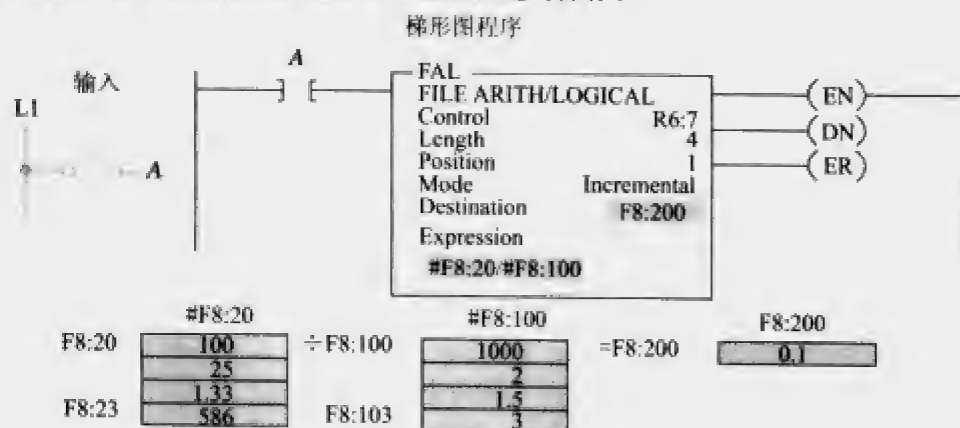 梯形图程序
A
输入
L1
A
FAL
FILE ARITH/LOGICAL
Control R6:7
Length 4
Position 1
Mode Incremental
Destination F8:200
Expression
#F8:20/#F8:100
EN
DN
ER
#F8:20
#F8:100
F8:200
F8:20 100 ÷F8:100 1000 =F8:200 0.1
25 2
1.33 1.5
F8:23 586 F8:103 3